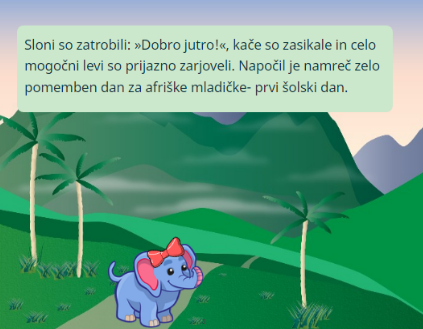 Sloni so zatrobili: »Dobro jutro!«, kače so zasikale in celo
mogočni levi so prijazno zarjoveli. Napočil je namreč zelo
pomemben dan za afriške mladičke- prvi šolski dan.